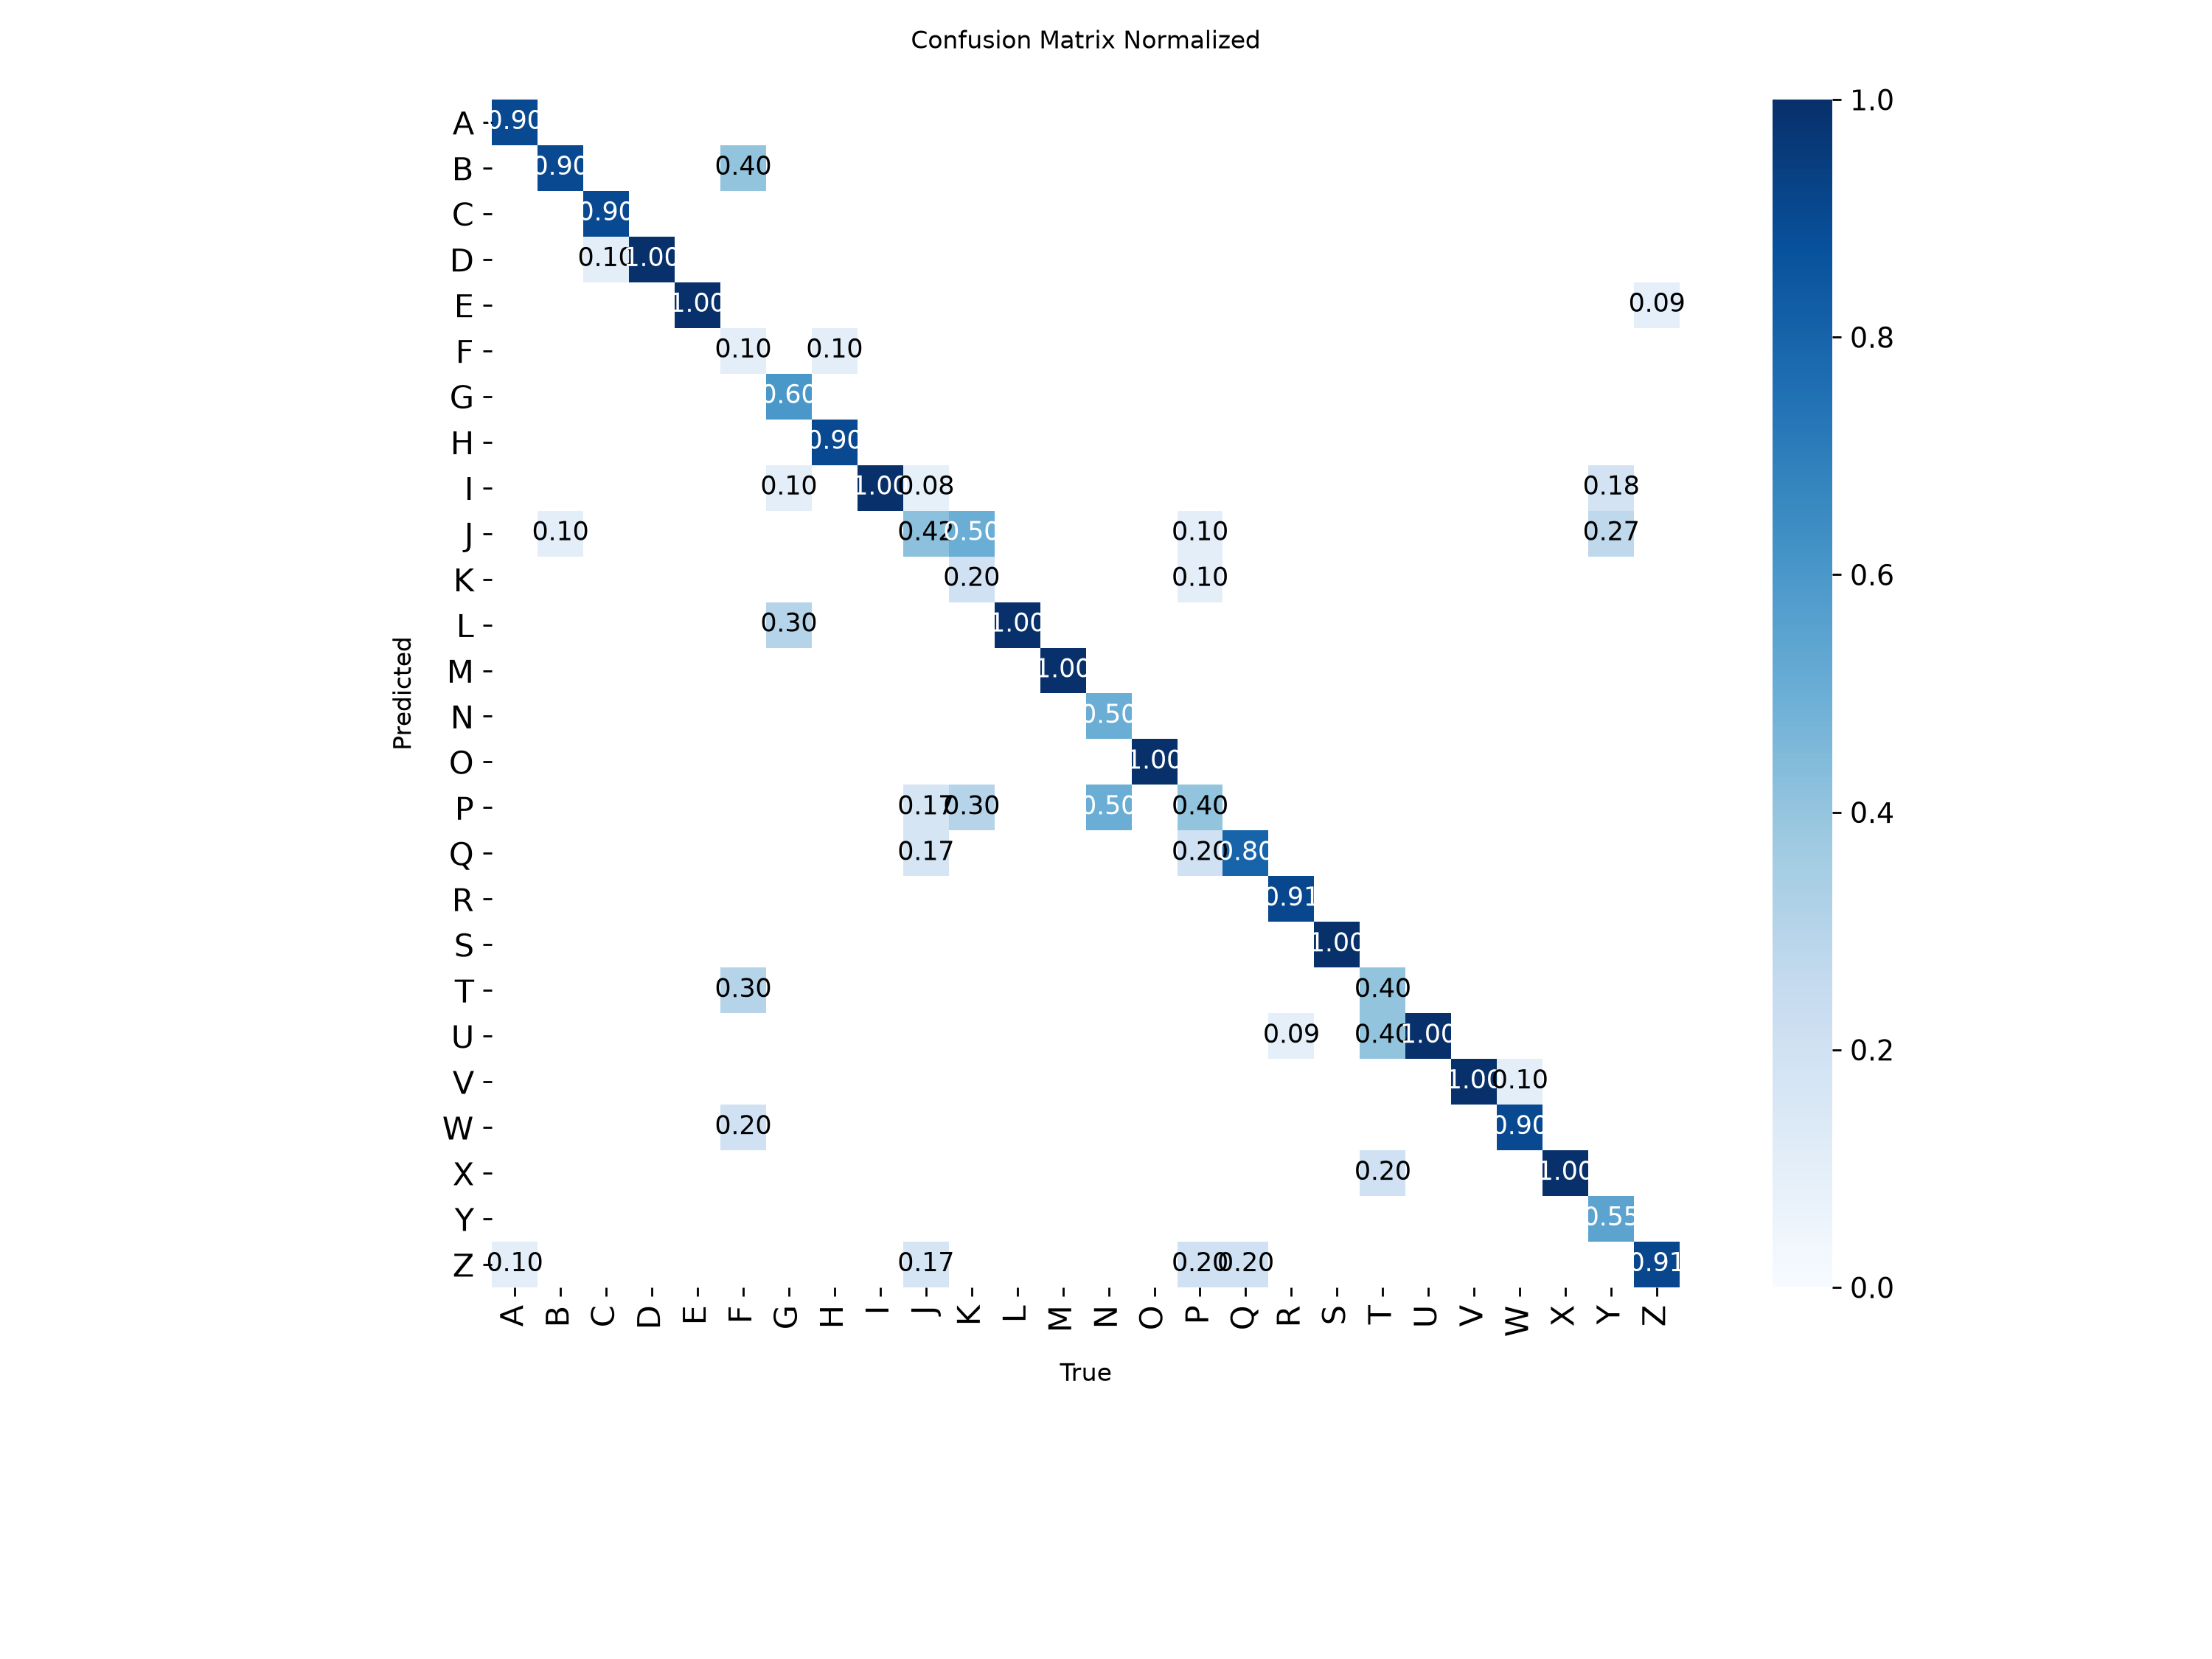 Confusion Matrix Normalized
A 0.90 1.0
B 0.90 0.40
C 0.90
D 0.10 1.00
E 1.00 0.09
0.8
F 0.10 0.10
G 0.60
H 0.90
I 0.10 1.00 0.08 0.18
J 0.10 0.42 0.50 0.10 0.27
K 0.20 0.10 0.6
L 0.30 1.00
M 1.00
Predicted
N 0.50
O 1.00
P 0.17 0.30 0.50 0.40 0.4
Q 0.17 0.20 0.80
R 0.91
S 1.00
T 0.30 0.40
U 0.09 0.40 1.00 0.2
V 1.00 0.10
W 0.20 0.90
X 0.20 1.00
Y 0.55
Z 0.10 0.17 0.20 0.20 0.91 0.0
A B C D E F G H I J K L M N O P Q R S T U V W X Y Z
True